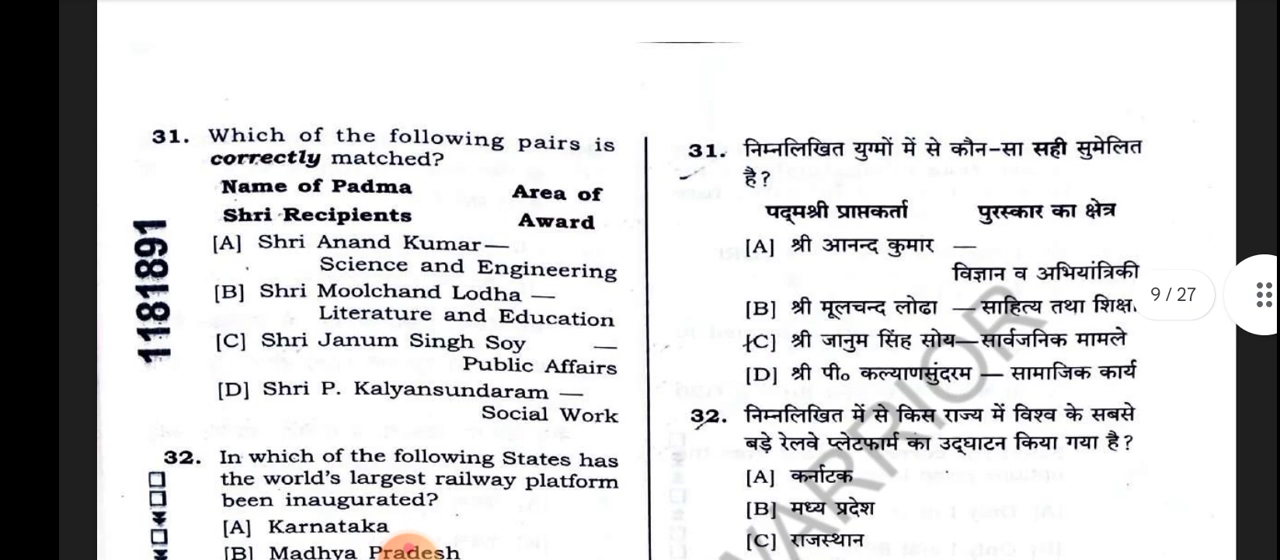 31. Which of the following pairs is
correctly matched?
Name of Padma Area of
Shri Recipients Award
[A] Shri Anand Kumar—
Science and Engineering
[B] Shri Moolchand Lodha —
Literature and Education
[C] Shri Janum Singh Soy —
Public Affairs
[D] Shri P. Kalyansundaram —
Social Work
32. In which of the following States has
the world's largest railway platform
been inaugurated?
[A] Karnataka
[B] Madhya Pradesh
1181891
31. निम्नलिखित युग्मों में से कौन-सा सही सुमेलित
है?
पद्मश्री प्राप्तकर्ता पुरस्कार का क्षेत्र
[A] श्री आनन्द कुमार —
विज्ञान व अभियांत्रिकी
[B] श्री मूलचन्द लोढा — साहित्य तथा
[C] श्री जानुम सिंह सोय—सार्वजनिक मामले
[D] श्री पी० कल्याणसुंदरम — सामाजिक कार्य
32. निम्नलिखित में से किस राज्य में विश्व के सबसे
बड़े रेलवे प्लेटफार्म का उद्घाटन किया गया है?
[A] कर्नाटक
[B] मध्य प्रदेश
[C] राजस्थान
WARRIOR
9 / 27